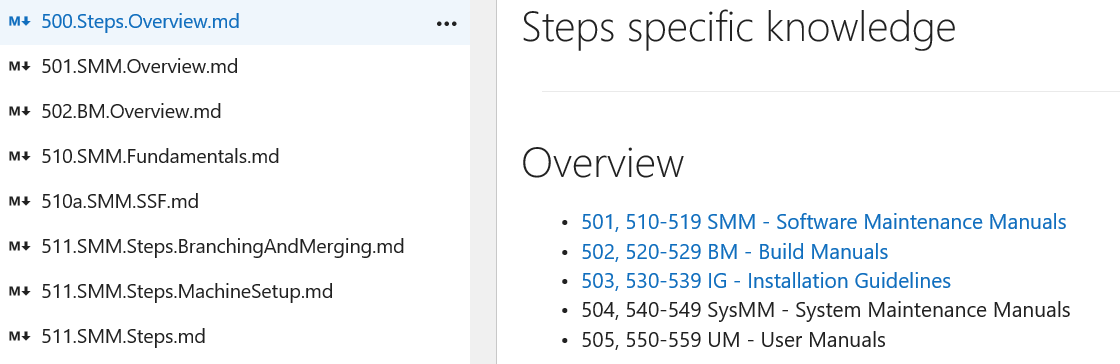 M↓ 500.Steps.Overview.md ...
M↓ 501.SMM.Overview.md
M↓ 502.BM.Overview.md
M↓ 510.SMM.Fundamentals.md
M↓ 510a.SMM.SSF.md
M↓ 511.SMM.Steps.BranchingAndMerging.md
M↓ 511.SMM.Steps.MachineSetup.md
M↓ 511.SMM.Steps.md
Steps specific knowledge
Overview
• 501, 510-519 SMM - Software Maintenance Manuals
• 502, 520-529 BM - Build Manuals
• 503, 530-539 IG - Installation Guidelines
• 504, 540-549 SysMM - System Maintenance Manuals
• 505, 550-559 UM - User Manuals